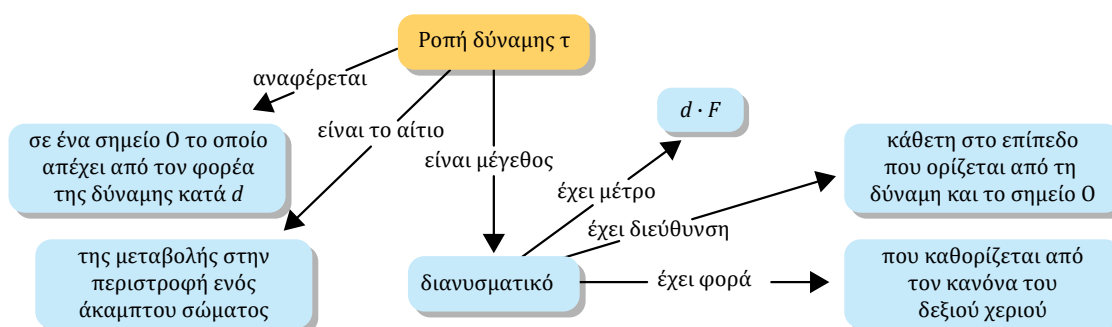 Ροπή δύναμης τ
αναφέρεται
σε ένα σημείο Ο το οποίο
απέχει από τον φορέα
της δύναμης κατά d
είναι το αίτιο
της μεταβολής στην
περιστροφή ενός
άκαμπτου σώματος
είναι μέγεθος
διανυσματικό
έχει μέτρο
d · F
έχει διεύθυνση
κάθετη στο επίπεδο
που ορίζεται από τη
δύναμη και το σημείο Ο
έχει φορά
που καθορίζεται από
τον κανόνα του
δεξιού χεριού